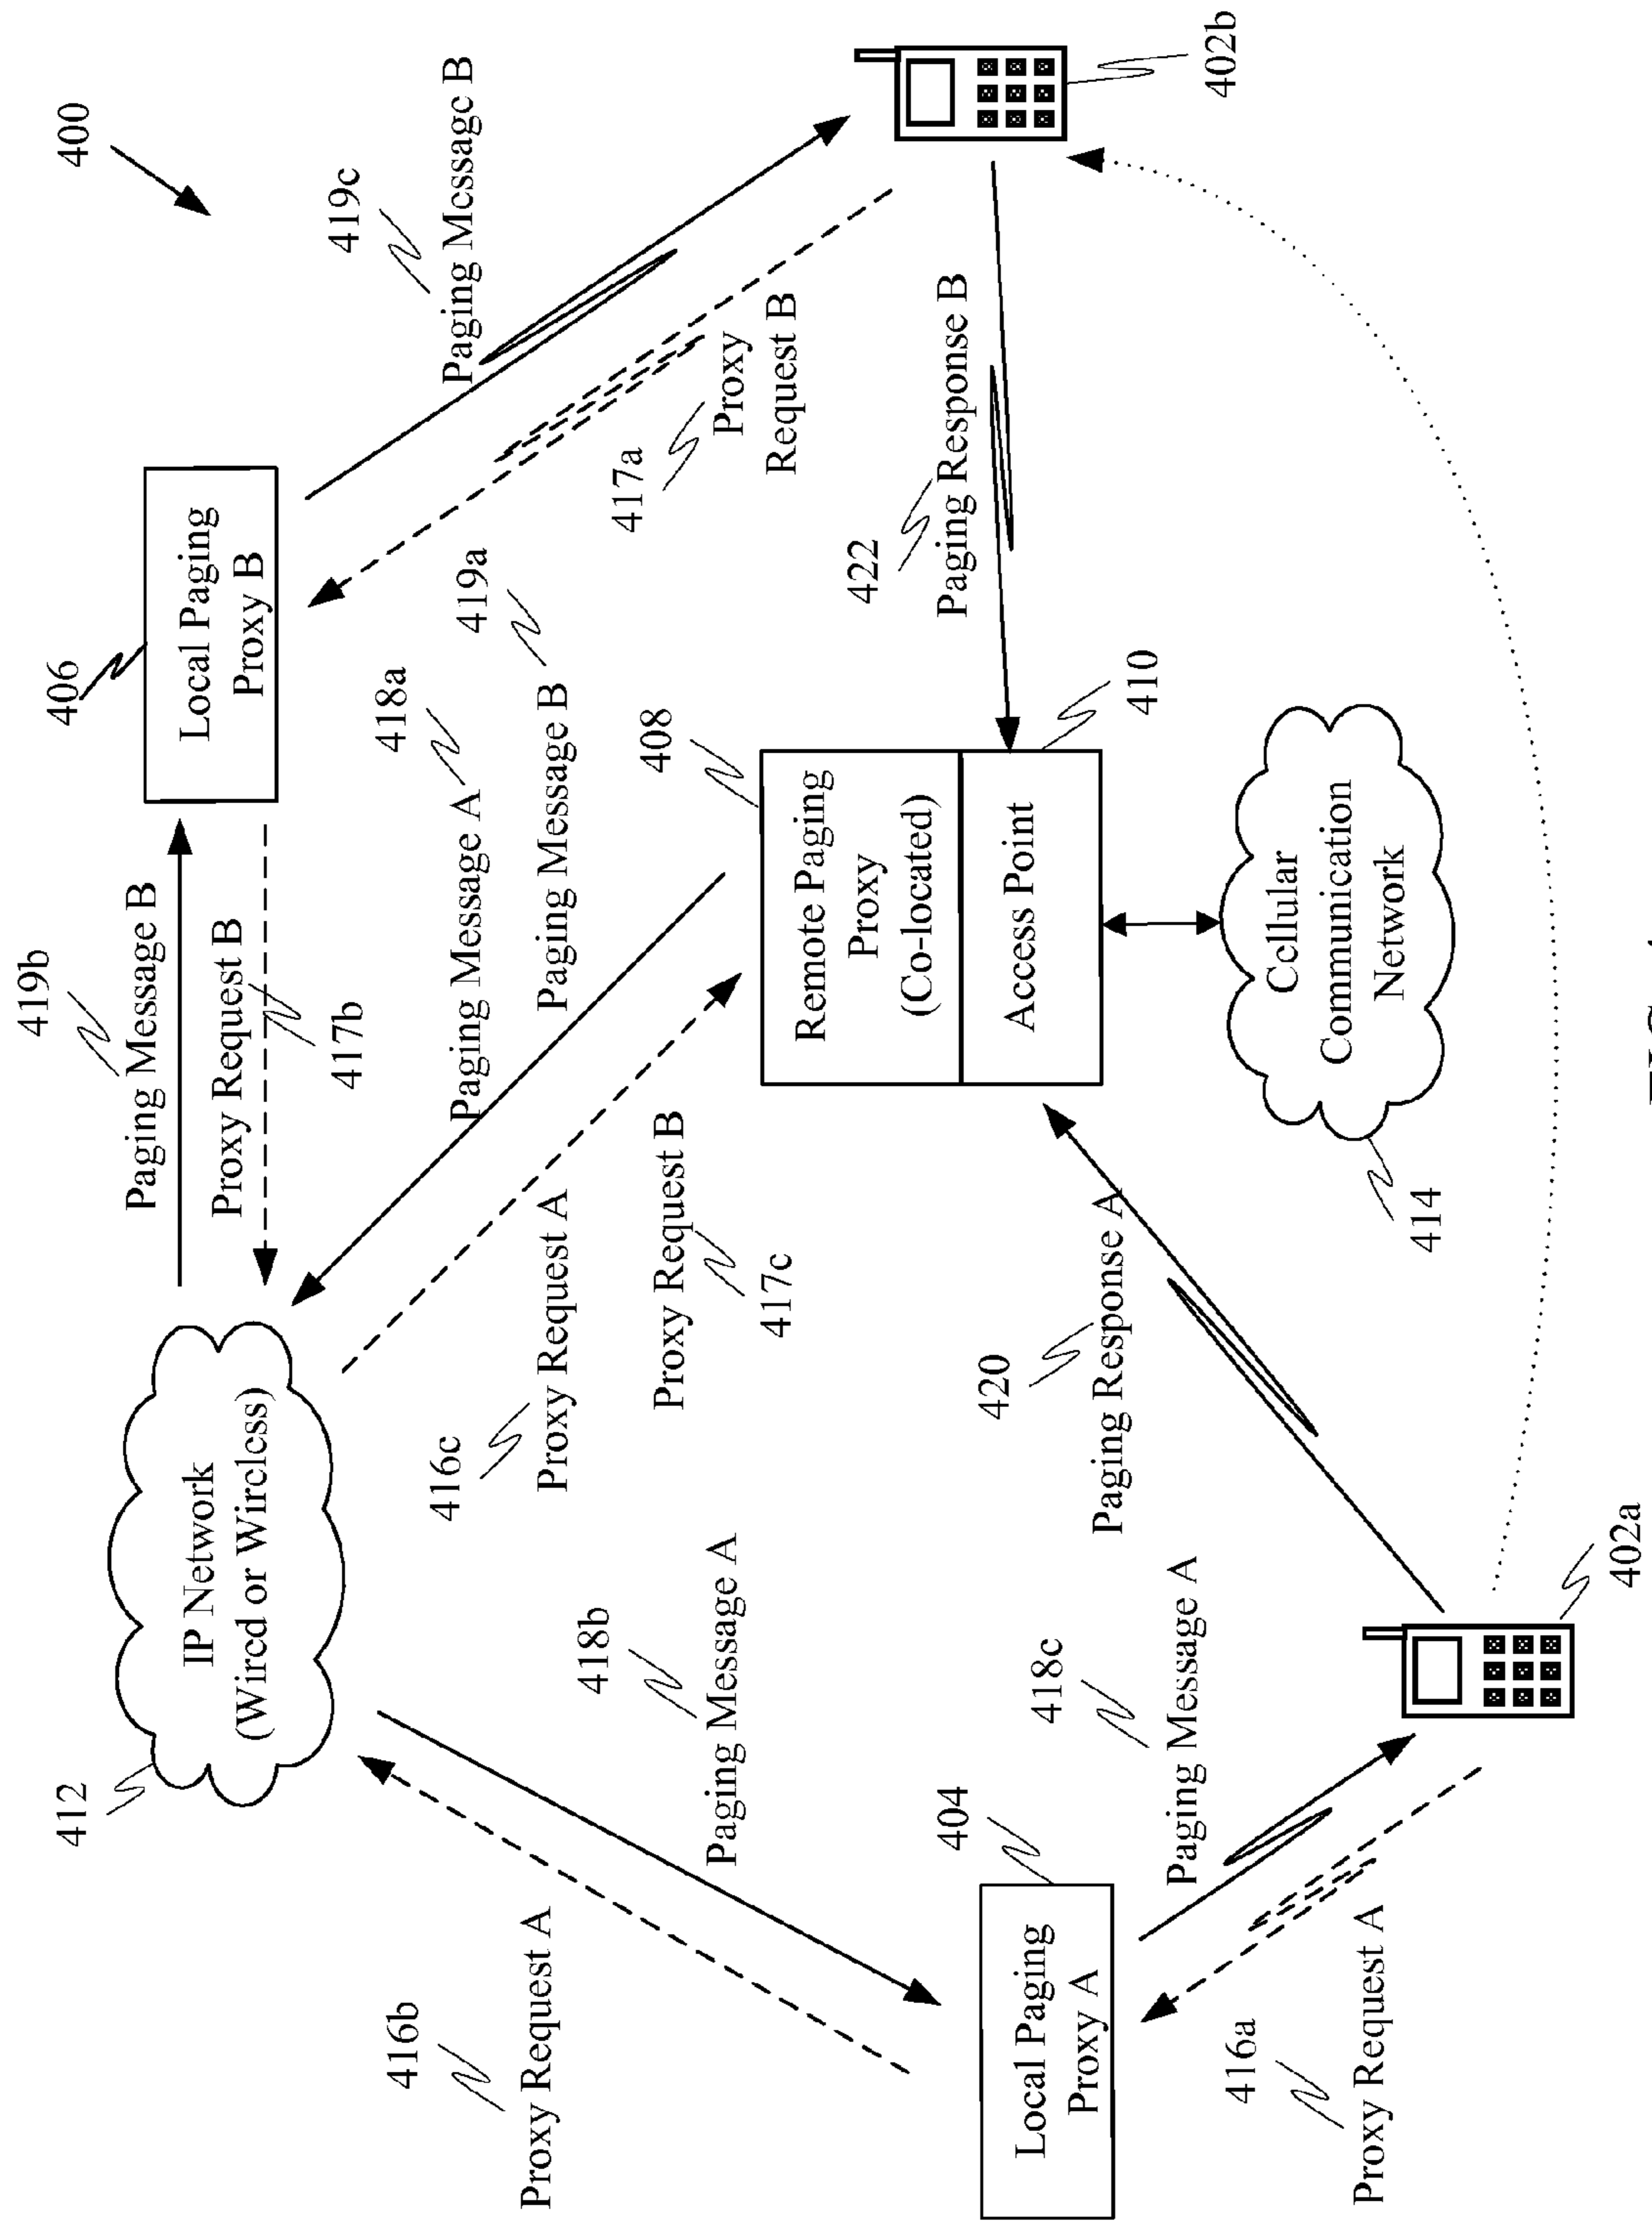 400
402b
419c
Paging Message B
417a
Proxy
Request B
406
Local Paging
Proxy B
419b
Paging Message B
Proxy Request B
417b
418a
Paging Message A
419a
Paging Message B
422
Paging Response B
408
Remote Paging
Proxy
(Co-located)
Access Point
410
Cellular
Communication
Network
414
412
IP Network
(Wired or Wireless)
416c
Proxy Request A
Proxy Request B
417c
420
Paging Response A
418b
Paging Message A
416b
Proxy Request A
404
Local Paging
Proxy A
418c
Paging Message A
416a
Proxy Request A
402a